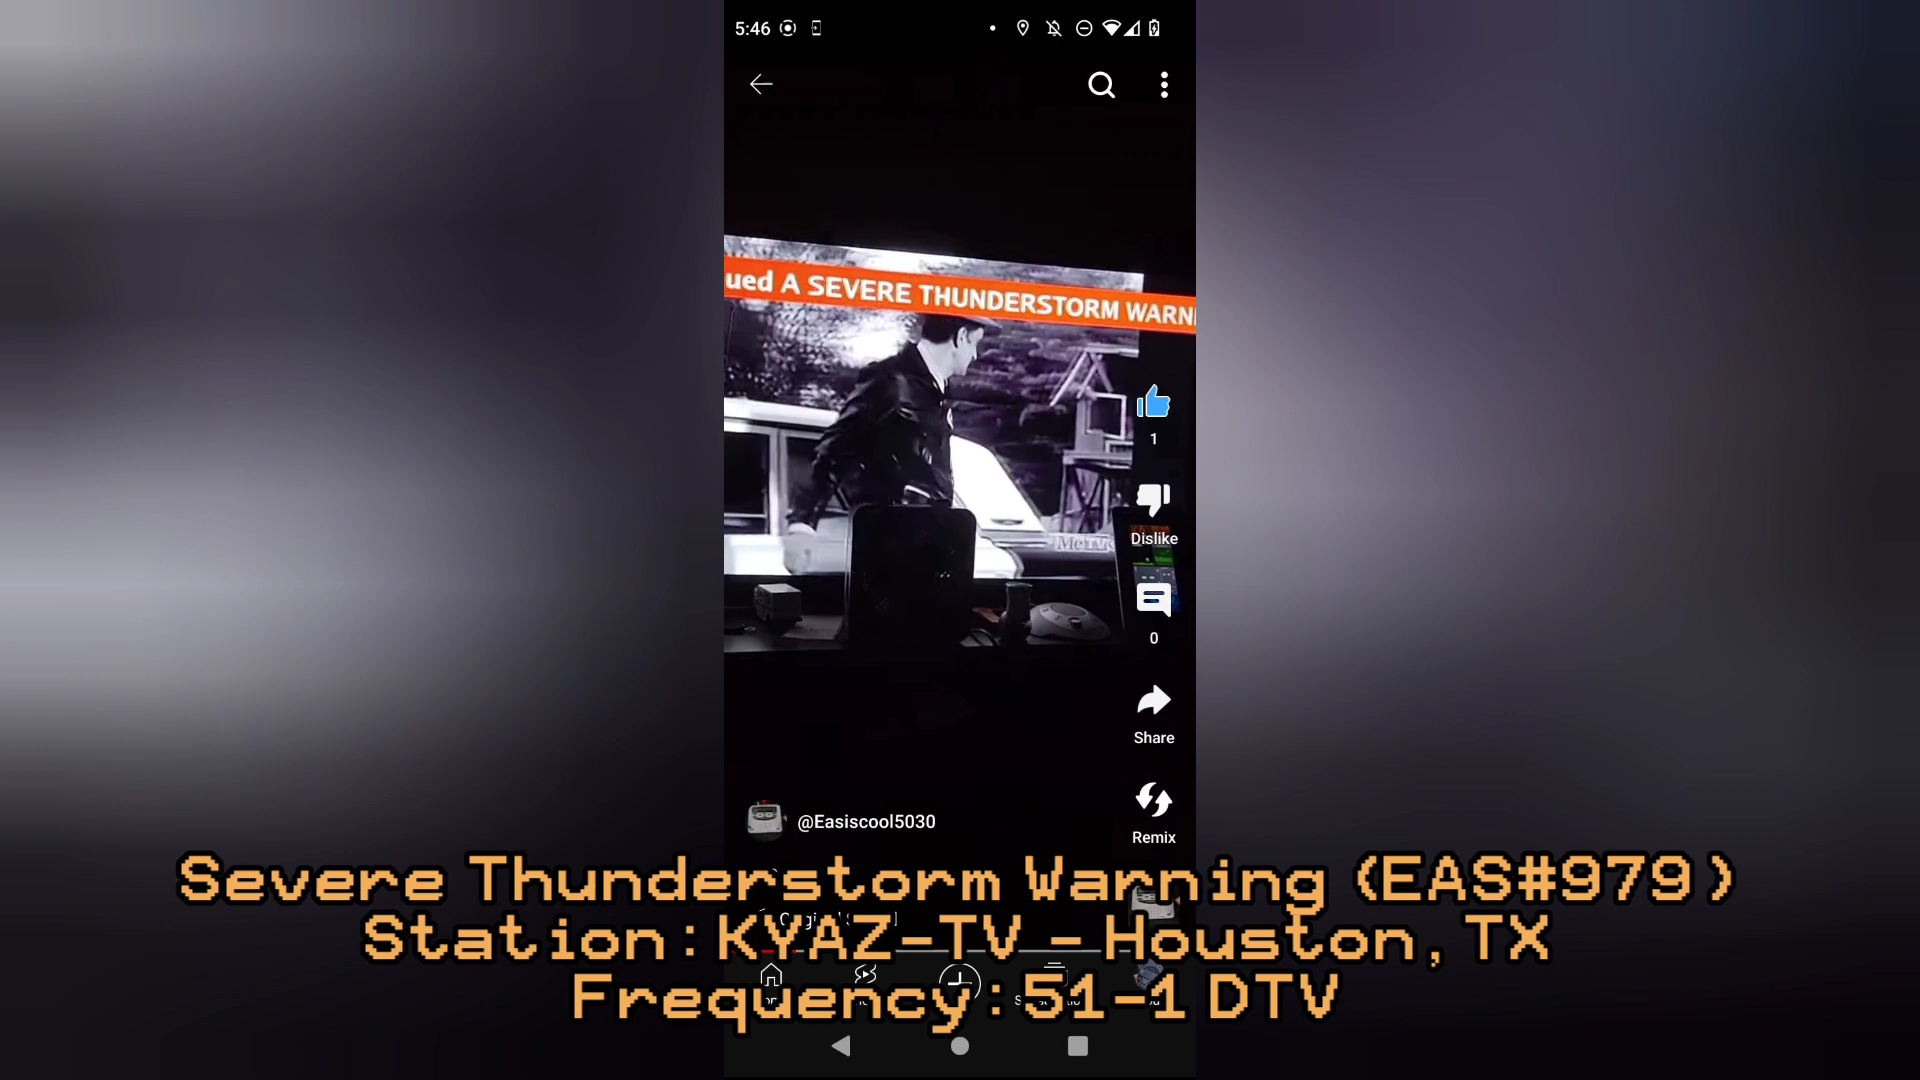 5:46
ued A SEVERE THUNDERSTORM WARN
1
MeTV
Dislike
0
Share
@Easiscool5030
Remix
Severe Thunderstorm Warning (EAS#979)
Station:KYAZ-TV - Houston,TX
Frequency:51-1 DTV